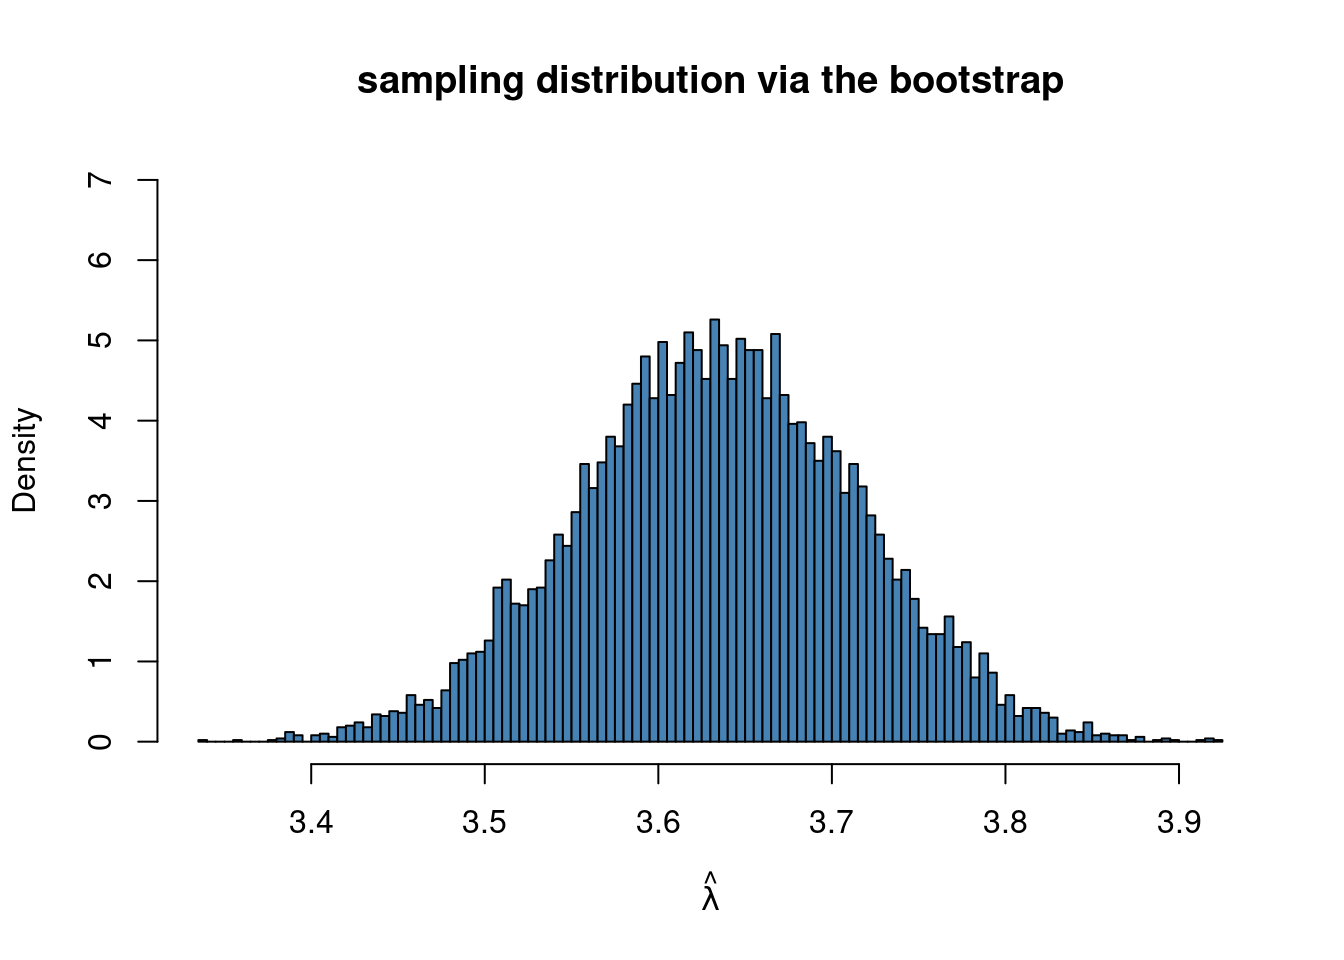 sampling distribution via the bootstrap
7
6
5
4
3
2
1
0
Density
3.4 3.5 3.6 3.7 3.8 3.9
λ̂